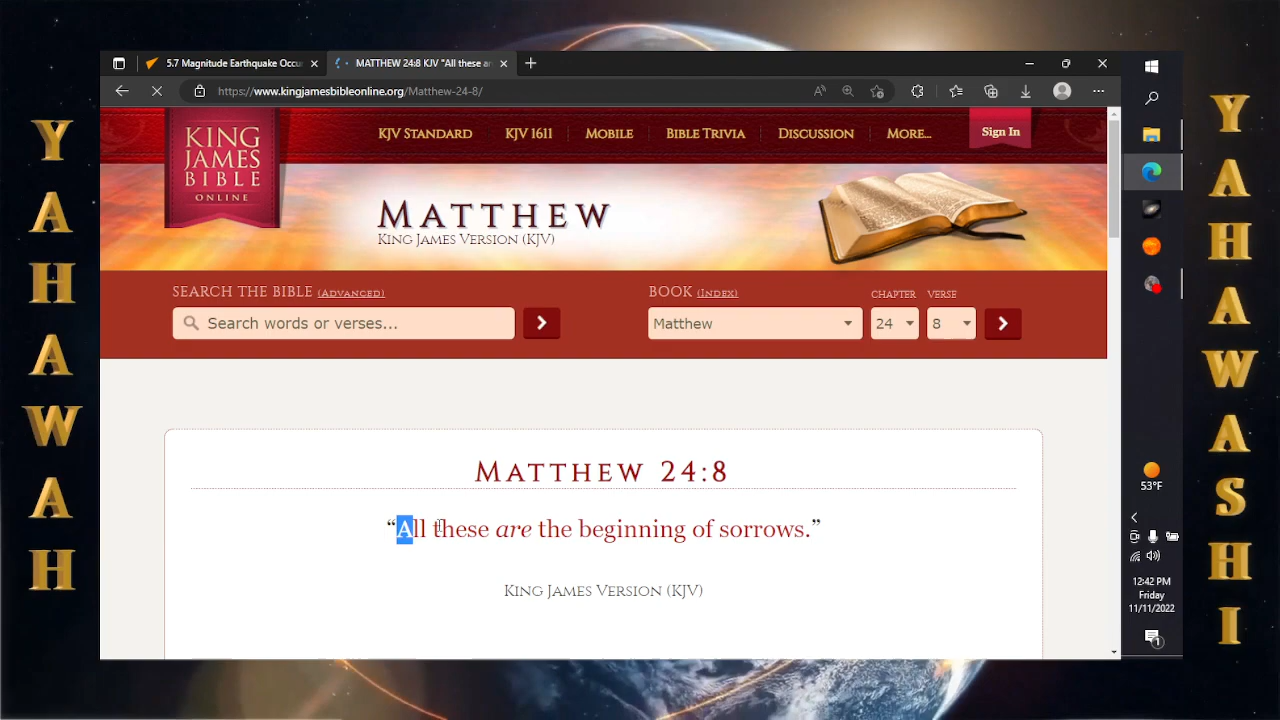 YAHAWAH
5.7 Magnitude Earthquake Occu
MATTHEW 24:8 KJV "All these ar
https://www.kingjamesbibleonline.org/Matthew-24-8/
KING
JAMES
BIBLE
ONLINE
KJV STANDARD
KJV 1611
MOBILE
BIBLE TRIVIA
DISCUSSION
MORE...
Sign In
MATTHEW
KING JAMES VERSION (KJV)
SEARCH THE BIBLE (ADVANCED)
Search words or verses...
BOOK (INDEX)
CHAPTER
VERSE
Matthew
24
8
MATTHEW 24:8
“All these are the beginning of sorrows.”
KING JAMES VERSION (KJV)
53°F
12:42 PM
Friday
11/11/2022
1
YAHAWASHI